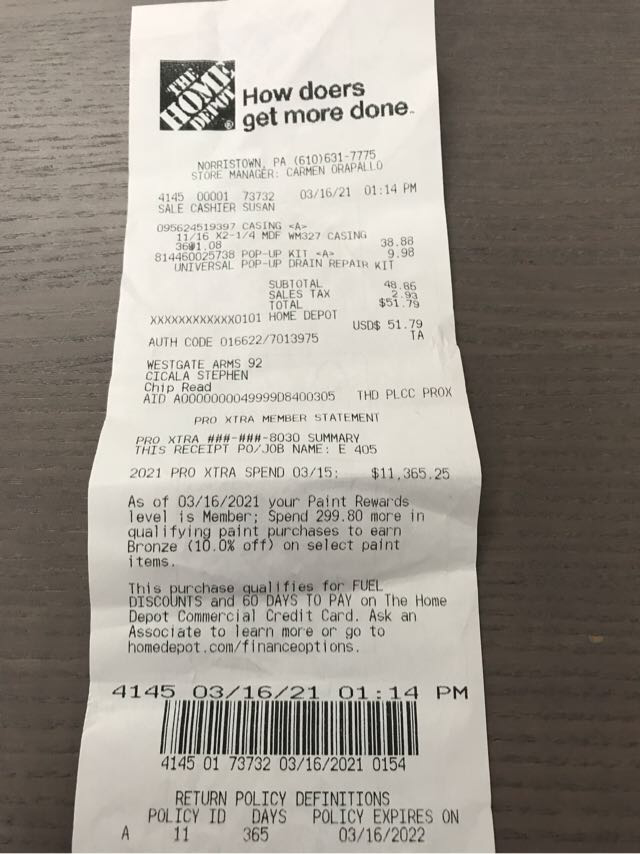 THE HOME DEPOT
How doers
get more done.
NORRISTOWN, PA (610)631-7775
STORE MANAGER: CARMEN ORAPALLO
4145 00001 73732 03/16/21 01:14 PM
SALE CASHIER SUSAN
095624519397 CASING <A>
11/16 X2-1/4 MDF WM327 CASING
36@1.08 38.88
814460025738 POP-UP KIT <A> 9.98
UNIVERSAL POP-UP DRAIN REPAIR KIT
SUBTOTAL 48.86
SALES TAX 2.93
TOTAL $51.79
XXXXXXXXXXXX0101 HOME DEPOT
USD$ 51.79
AUTH CODE 016622/7013975 TA
WESTGATE ARMS 92
CICALA STEPHEN
Chip Read
AID A0000000049999D8400305 THD PLCC PROX
PRO XTRA MEMBER STATEMENT
PRO XTRA ###-###-8030 SUMMARY
THIS RECEIPT PO/JOB NAME: E 405
2021 PRO XTRA SPEND 03/15: $11,365.25
As of 03/16/2021 your Paint Rewards
level is Member; Spend 299.80 more in
qualifying paint purchases to earn
Bronze (10.0% off) on select paint
items.
This purchase qualifies for FUEL
DISCOUNTS and 60 DAYS TO PAY on The Home
Depot Commercial Credit Card. Ask an
Associate to learn more or go to
homedepot.com/financeoptions.
4145 03/16/21 01:14 PM
4145 01 73732 03/16/2021 0154
RETURN POLICY DEFINITIONS
POLICY ID DAYS POLICY EXPIRES ON
A 11 365 03/16/2022